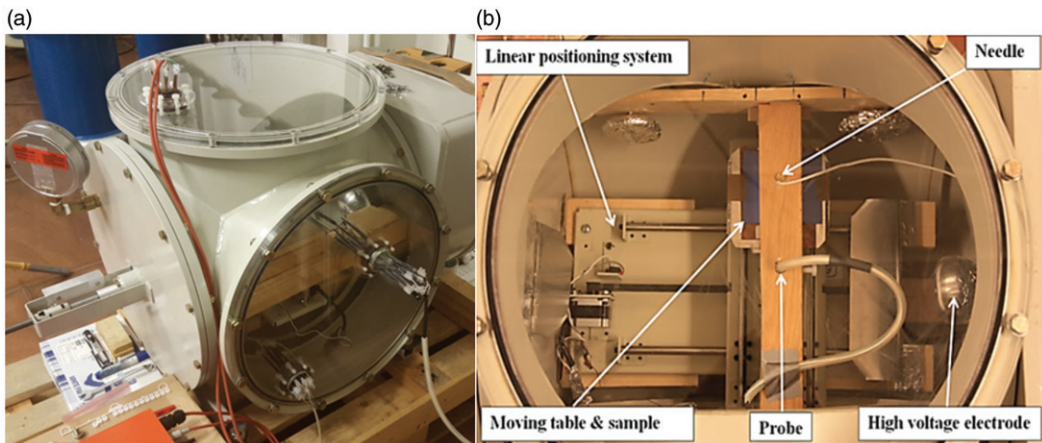 (a)
(b)
Linear positioning system
Needle
Moving table & sample
Probe
High voltage electrode